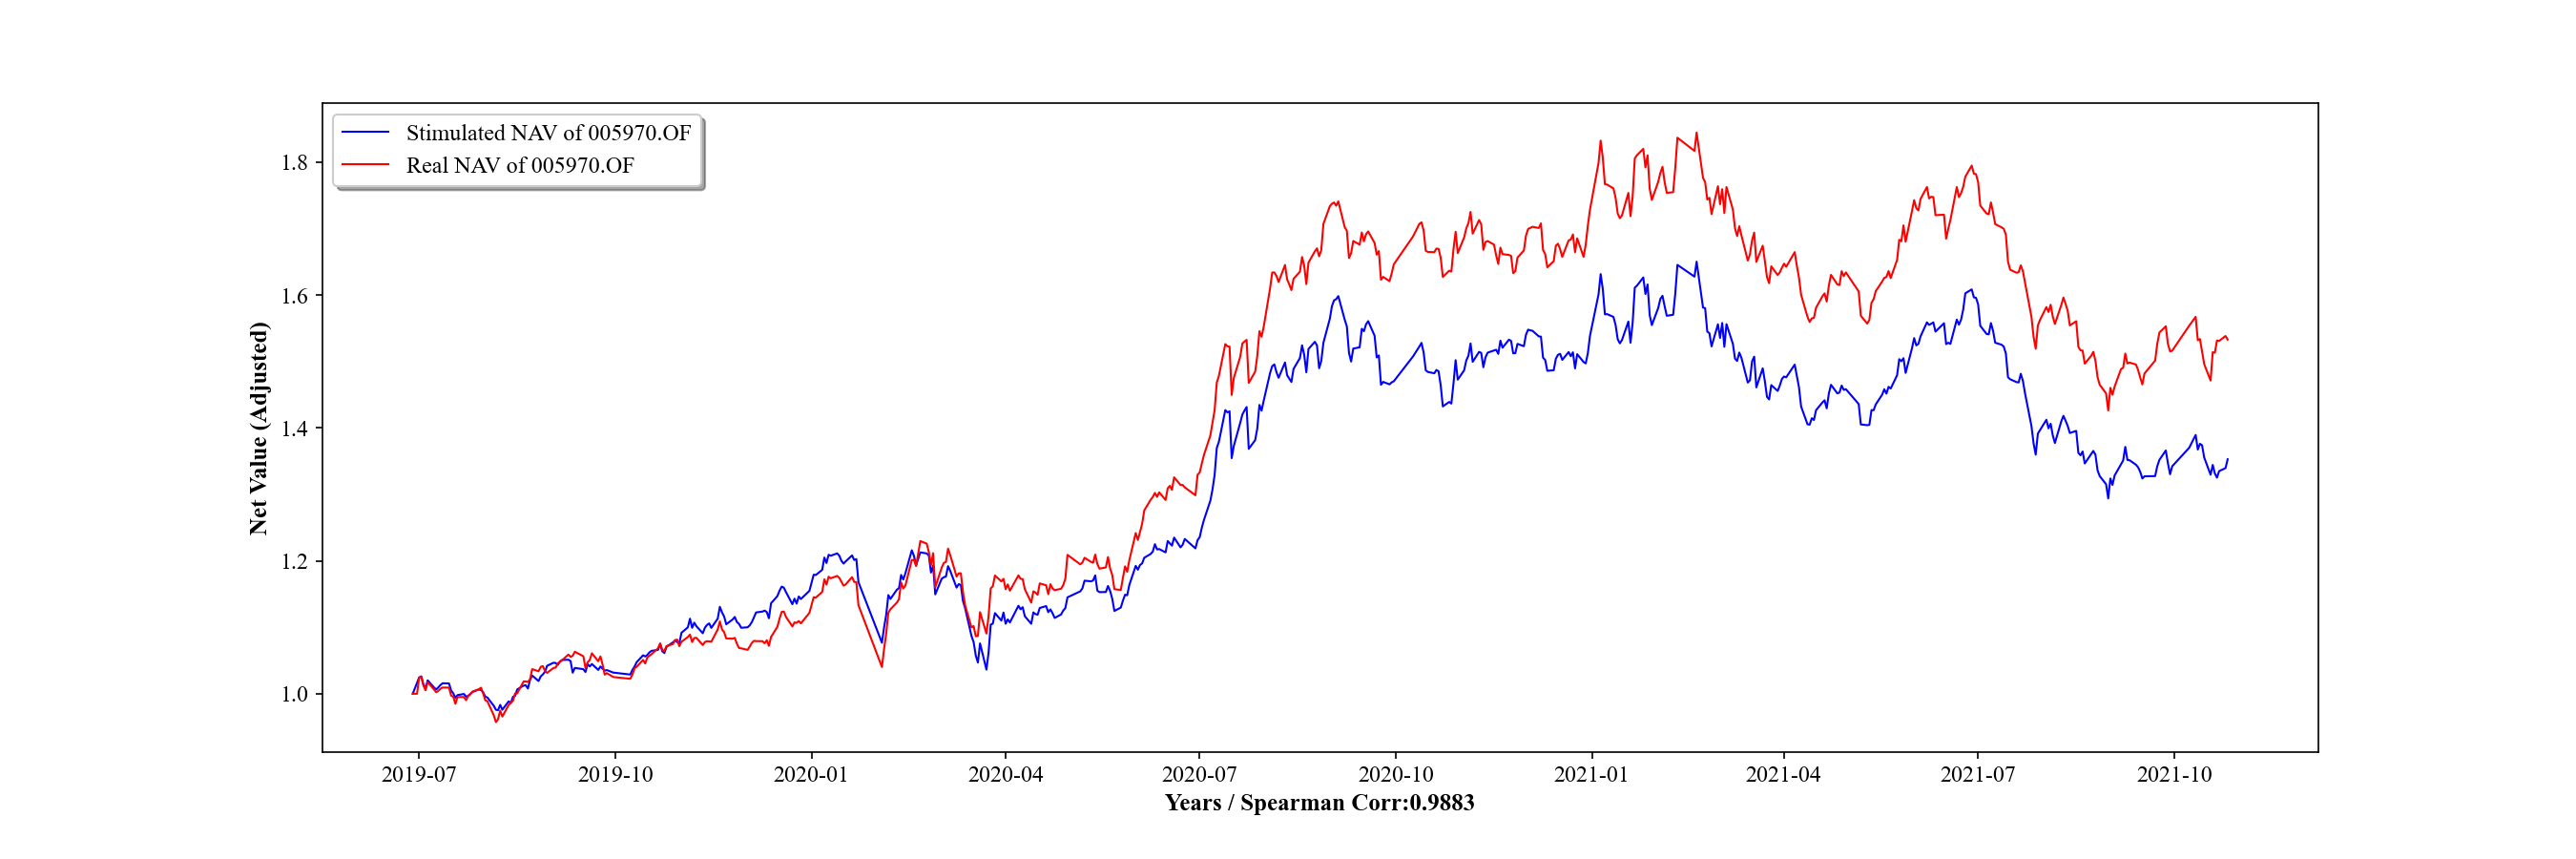 Stimulated NAV of 005970.OF
Real NAV of 005970.OF
Net Value (Adjusted)
1.8
1.6
1.4
1.2
1.0
2019-07 2019-10 2020-01 2020-04 2020-07 2020-10 2021-01 2021-04 2021-07 2021-10
Years / Spearman Corr:0.9883